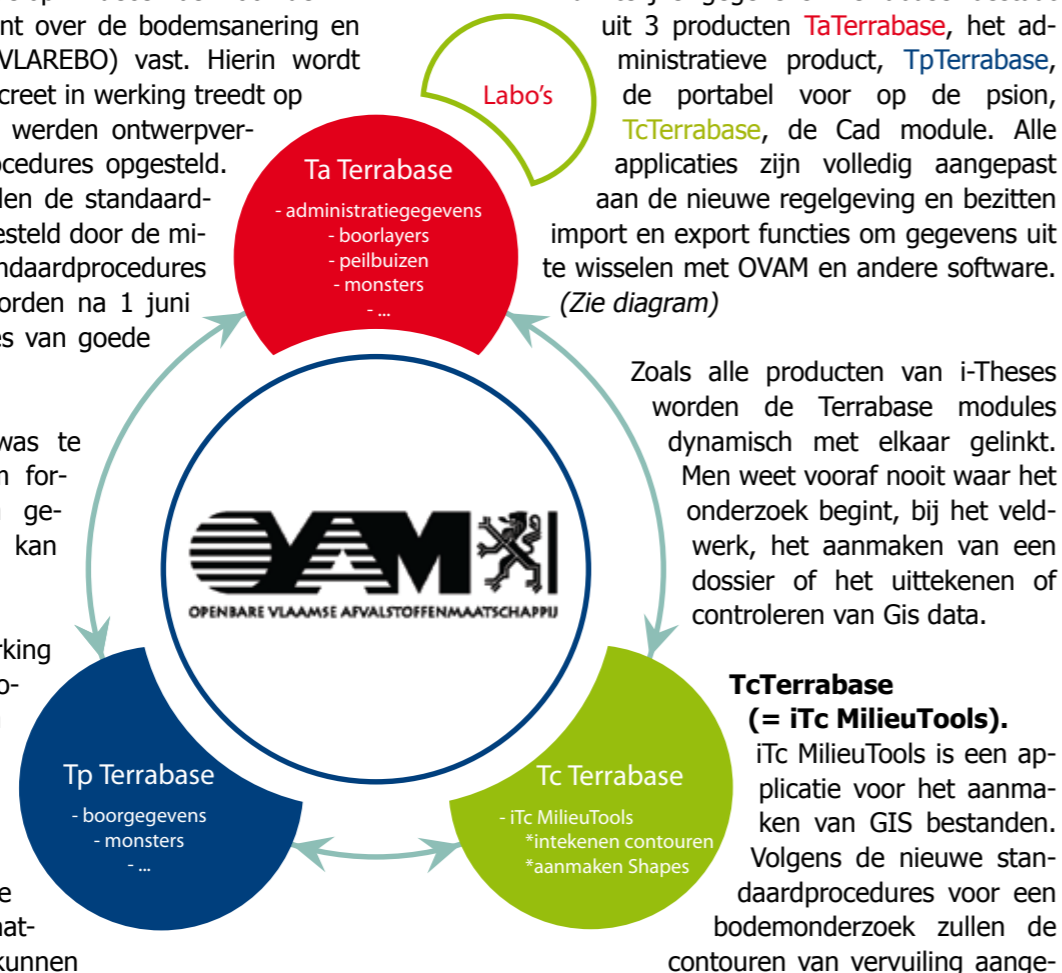 nt over de bodemsanering en
VLAREBO) vast. Hierin wordt
creet in werking treedt op
werden ontwerpver-
ocedures opgesteld.
den de standaard-
esteld door de mi-
ndaardprocedures
orden na 1 juni
es van goede
was te
n for-
ge-
kan
rking
o-
e
nat-
kunnen
Labo's
Ta Terrabase
- administratiegegevens
- boorlayers
- peilbuizen
- monsters
- ...
OVAM
OPENBARE VLAAMSE AFVALSTOFFENMAATSCHAPPIJ
Tp Terrabase
- boorgegevens
- monsters
- ...
Tc Terrabase
- iTc MilieuTools
*intekenen contouren
*aanmaken Shapes
uit 3 producten TaTerrabase, het ad-
ministratieve product, TpTerrabase,
de portabel voor op de psion,
TcTerrabase, de Cad module. Alle
applicaties zijn volledig aangepast
aan de nieuwe regelgeving en bezitten
import en export functies om gegevens uit
te wisselen met OVAM en andere software.
(Zie diagram)
Zoals alle producten van i-Theses
worden de Terrabase modules
dynamisch met elkaar gelinkt.
Men weet vooraf nooit waar het
onderzoek begint, bij het veld-
werk, het aanmaken van een
dossier of het uittekenen of
controleren van Gis data.
TcTerrabase
(= iTc MilieuTools).
iTc MilieuTools is een ap-
plicatie voor het aanma-
ken van GIS bestanden.
Volgens de nieuwe stan-
daardprocedures voor een
bodemonderzoek zullen de
contouren van vervuiling aange-